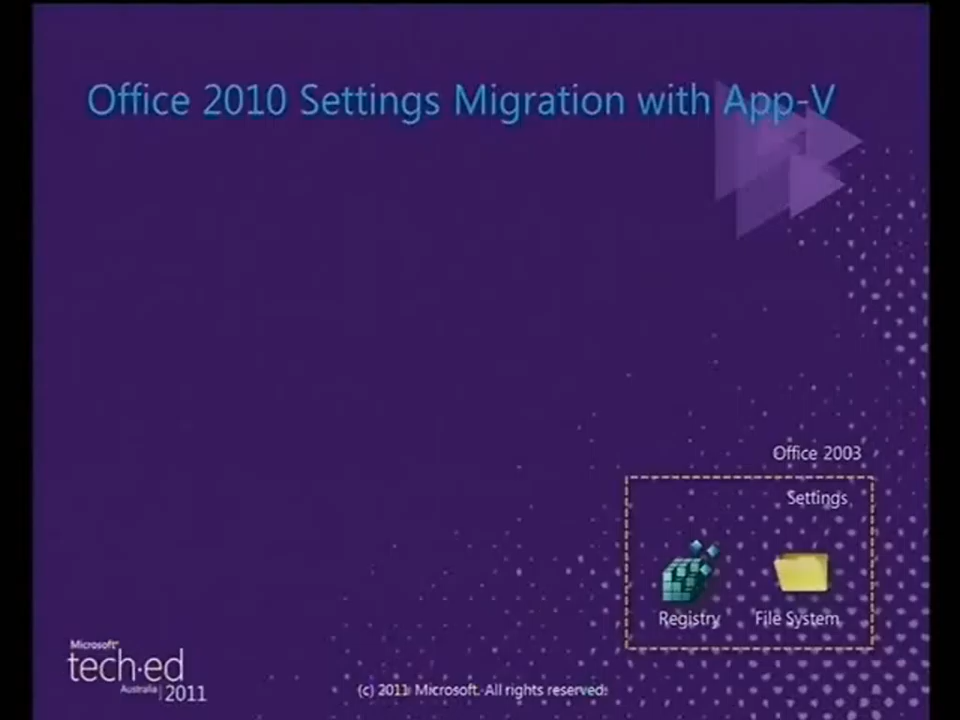 Office 2010 Settings Migration with App-V
Office 2003
Settings
Registry
File System
Microsoft
tech·ed
Australia | 2011
(c) 2011 Microsoft. All rights reserved.